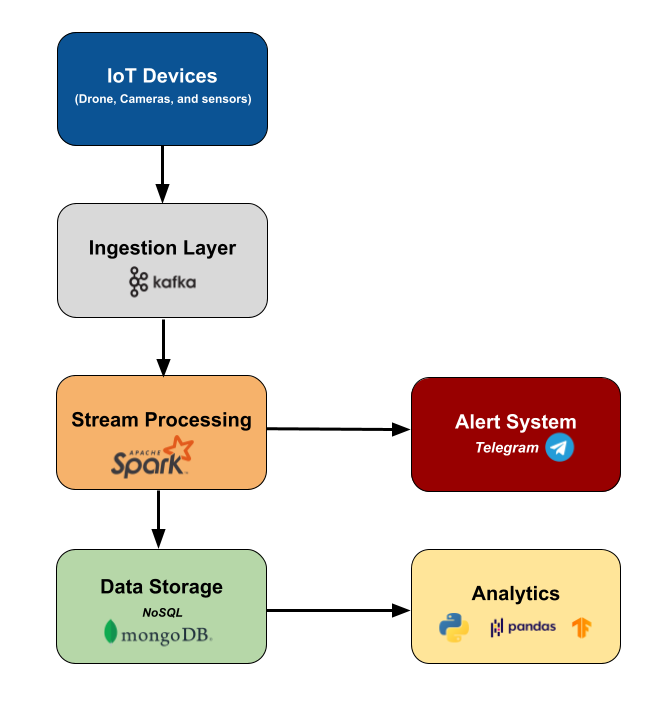 IoT Devices
(Drone, Cameras, and sensors)
Ingestion Layer
kafka
Stream Processing
APACHE
Spark™
Alert System
Telegram
Data Storage
NoSQL
mongoDB.
Analytics
pandas